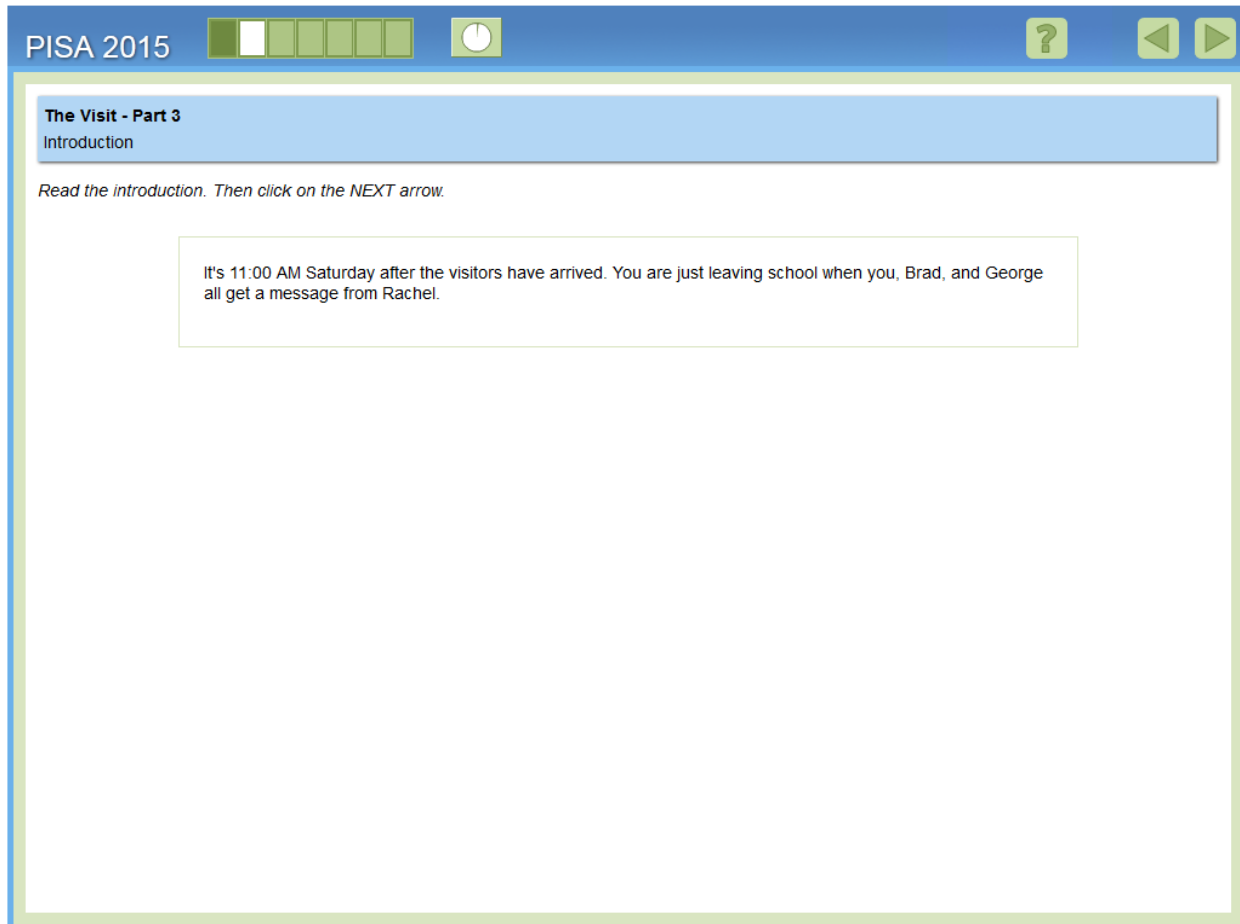 PISA 2015
?
The Visit - Part 3
Introduction
Read the introduction. Then click on the NEXT arrow.
It's 11:00 AM Saturday after the visitors have arrived. You are just leaving school when you, Brad, and George
all get a message from Rachel.